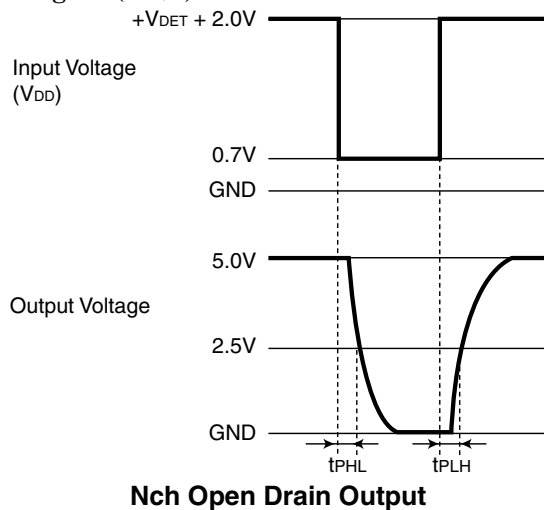 +VDET + 2.0V
Input Voltage
(VDD)
0.7V
GND
5.0V
Output Voltage
2.5V
GND
tPHL
tPLH
Nch Open Drain Output